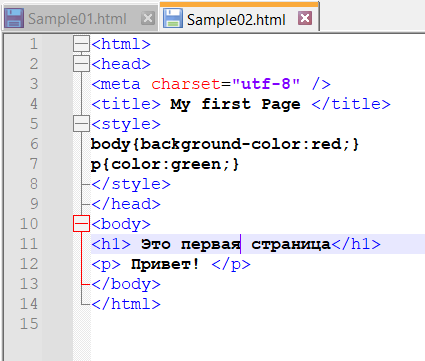 Sample01.html Sample02.html
1 <html>
2 <head>
3 <meta charset="utf-8" />
4 <title> My first Page </title>
5 <style>
6 body{background-color:red;}
7 p{color:green;}
8 </style>
9 </head>
10 <body>
11 <h1> Это первая страница</h1>
12 <p> Привет! </p>
13 </body>
14 </html>
15